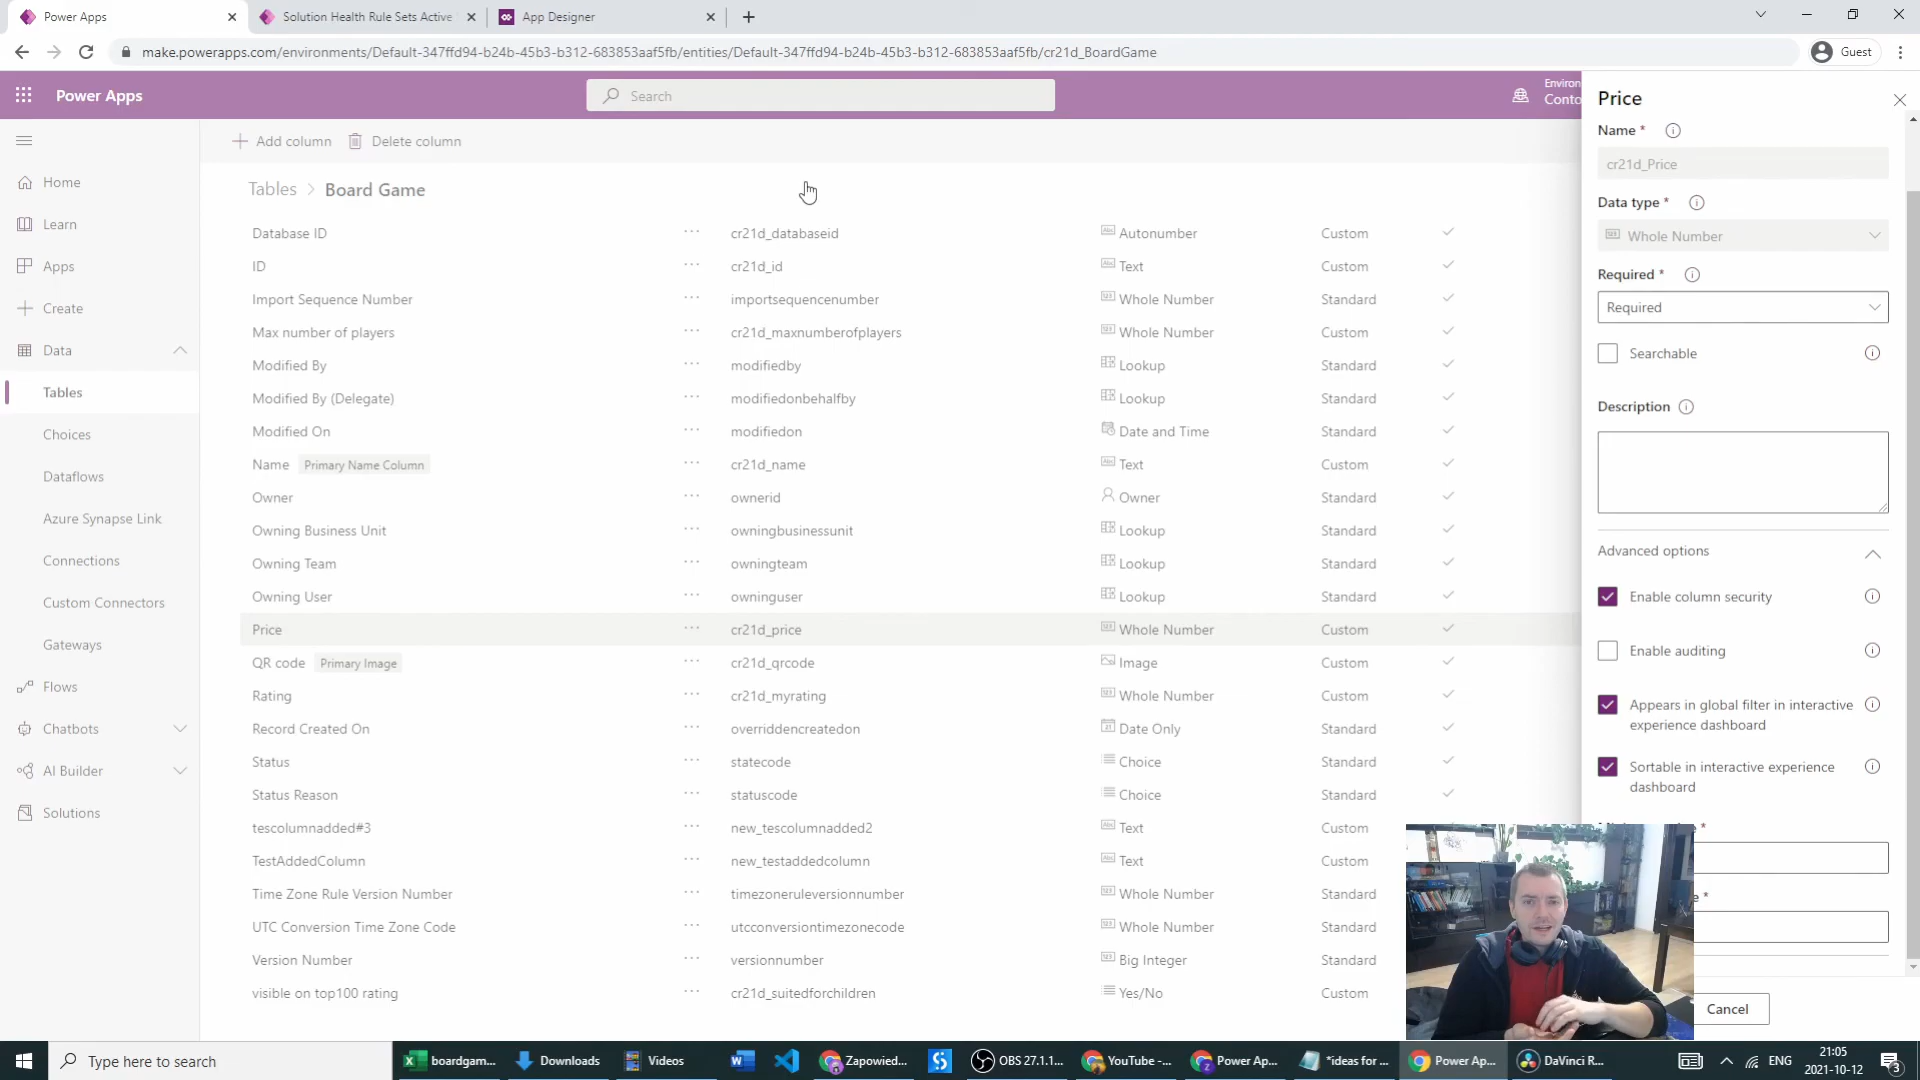 Power Apps
Solution Health Rule Sets Active
App Designer
make.powerapps.com/environments/Default-347ffd94-b24b-45b3-b312-683853aaf5fb/entities/Default-347ffd94-b24b-45b3-b312-683853aaf5fb/cr21d_BoardGame
Guest
Power Apps
Search
Environ
Conto
Add column
Delete column
Tables > Board Game
Home
Learn
Apps
Create
Data
Tables
Choices
Dataflows
Azure Synapse Link
Connections
Custom Connectors
Gateways
Flows
Chatbots
AI Builder
Solutions
Database ID ··· cr21d_databaseid Autonumber Custom
ID ··· cr21d_id Text Custom
Import Sequence Number ··· importsequencenumber Whole Number Standard
Max number of players ··· cr21d_maxnumberofplayers Whole Number Custom
Modified By ··· modifiedby Lookup Standard
Modified By (Delegate) ··· modifiedonbehalfby Lookup Standard
Modified On ··· modifiedon Date and Time Standard
Name Primary Name Column ··· cr21d_name Text Custom
Owner ··· ownerid Owner Standard
Owning Business Unit ··· owningbusinessunit Lookup Standard
Owning Team ··· owningteam Lookup Standard
Owning User ··· owninguser Lookup Standard
Price ··· cr21d_price Whole Number Custom
QR code Primary Image ··· cr21d_qrcode Image Custom
Rating ··· cr21d_myrating Whole Number Custom
Record Created On ··· overriddencreatedon Date Only Standard
Status ··· statecode Choice Standard
Status Reason ··· statuscode Choice Standard
tescolumnadded#3 ··· new_tescolumnadded2 Text Custom
TestAddedColumn ··· new_testaddedcolumn Text Custom
Time Zone Rule Version Number ··· timezoneruleversionnumber Whole Number Standard
UTC Conversion Time Zone Code ··· utcconversiontimezonecode Whole Number Standard
Version Number ··· versionnumber Big Integer Standard
visible on top100 rating ··· cr21d_suitedforchildren Yes/No Custom
Price
Name *
cr21d_Price
Data type *
Whole Number
Required *
Required
Searchable
Description
Advanced options
Enable column security
Enable auditing
Appears in global filter in interactive
experience dashboard
Sortable in interactive experience
dashboard
*
e *
Cancel
Type here to search
boardgam...
Downloads
Videos
Zapowied...
OBS 27.1.1...
YouTube -...
Power Ap...
*ideas for ...
Power Ap...
DaVinci R...
ENG
21:05
2021-10-12
3